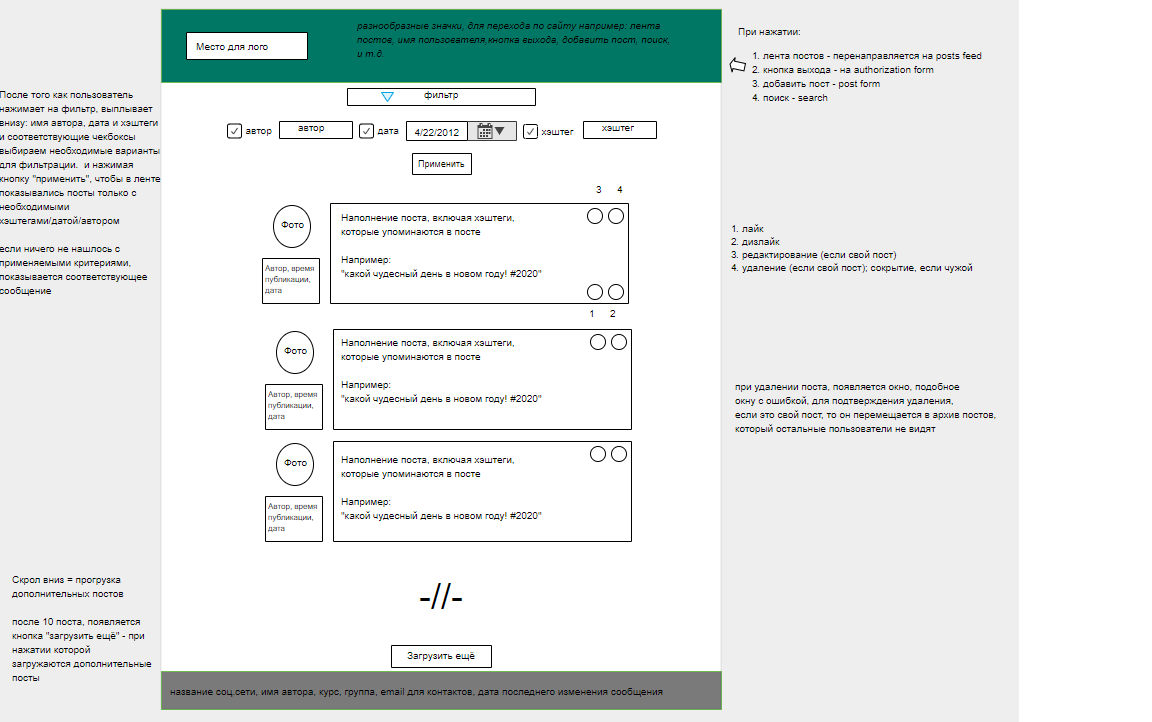 Место для лого
разнообразные значки, для перехода по сайту например: лента
постов, имя пользователя,кнопка выхода, добавить пост, поиск,
и т.д.
При нажатии:
1. лента постов - перенаправляется на posts feed
2. кнопка выхода - на authorization form
3. добавить пост - post form
4. поиск - search
После того как пользователь
нажимает на фильтр, выплывает
внизу: имя автора, дата и хэштеги
и соответствующие чекбоксы
выбираем необходимые варианты
для фильтрации.  и нажимая
кнопку "применить", чтобы в ленте
показывались посты только с
необходимыми
хэштегами/датой/автором
если ничего не нашлось с
применяемыми критериями,
показывается соответствующее
сообщение
фильтр
автор
автор
дата
4/22/2012
хэштег
хэштег
Применить
3 4
Фото
Автор, время
публикации,
дата
Наполнение поста, включая хэштеги,
которые упоминаются в посте
Например:
"какой чудесный день в новом году! #2020"
1 2
1. лайк
2. дизлайк
3. редактирование (если свой пост)
4. удаление (если свой пост); сокрытие, если чужой
Фото
Автор, время
публикации,
дата
Наполнение поста, включая хэштеги,
которые упоминаются в посте
Например:
"какой чудесный день в новом году! #2020"
при удалении поста, появляется окно, подобное
окну с ошибкой, для подтверждения удаления,
если это свой пост, то он перемещается в архив постов,
который остальные пользователи не видят
Фото
Автор, время
публикации,
дата
Наполнение поста, включая хэштеги,
которые упоминаются в посте
Например:
"какой чудесный день в новом году! #2020"
Скрол вниз = прогрузка
дополнительных постов
после 10 поста, появляется
кнопка "загрузить ещё" - при
нажатии которой
загружаются дополнительные
посты
-//-
Загрузить ещё
название соц.сети, имя автора, курс, группа, email для контактов, дата последнего изменения сообщения